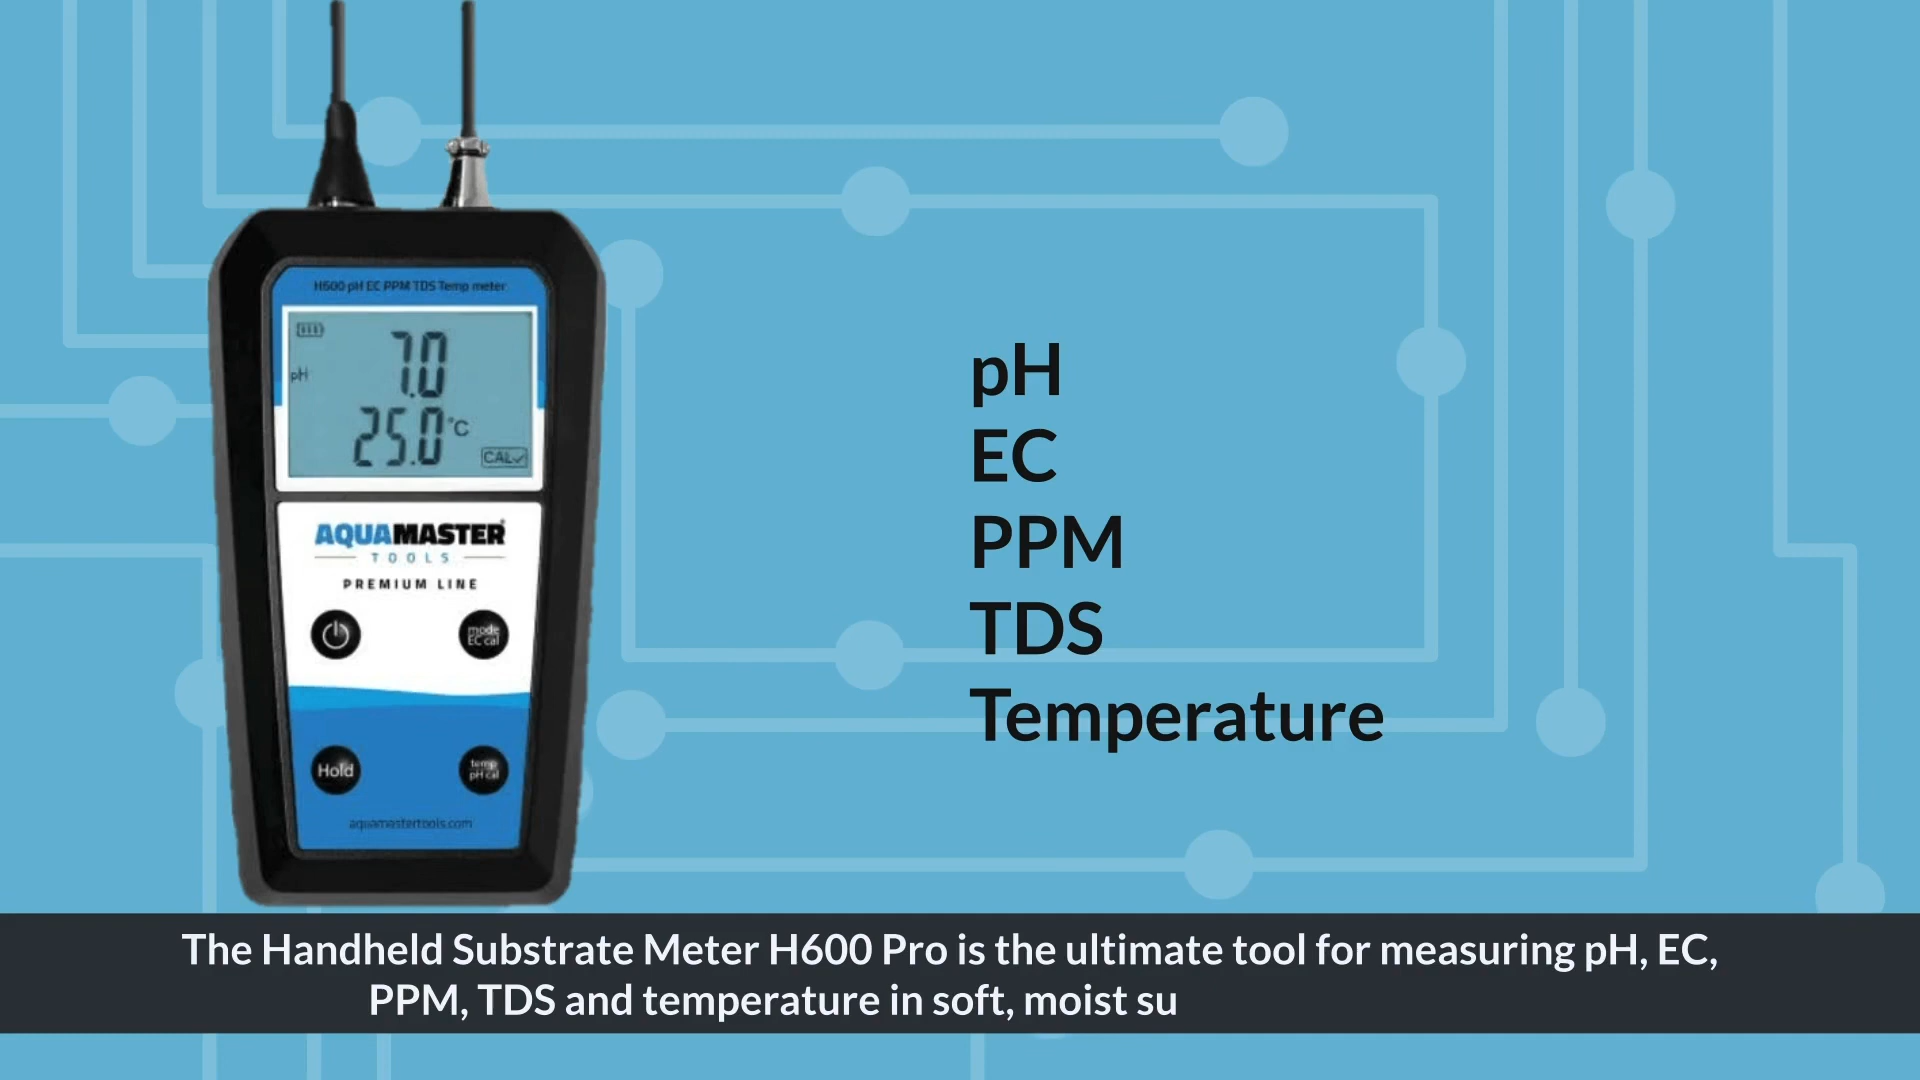 H600 pH EC PPM TDS Temp meter
7.0
pH
25.0 °C
CAL
AQUAMASTER
TOOLS
PREMIUM LINE
mode
EC cal
Hold
temp
pH cal
aquamastertools.com
pH
EC
PPM
TDS
Temperature
The Handheld Substrate Meter H600 Pro is the ultimate tool for measuring pH, EC,
PPM, TDS and temperature in soft, moist su